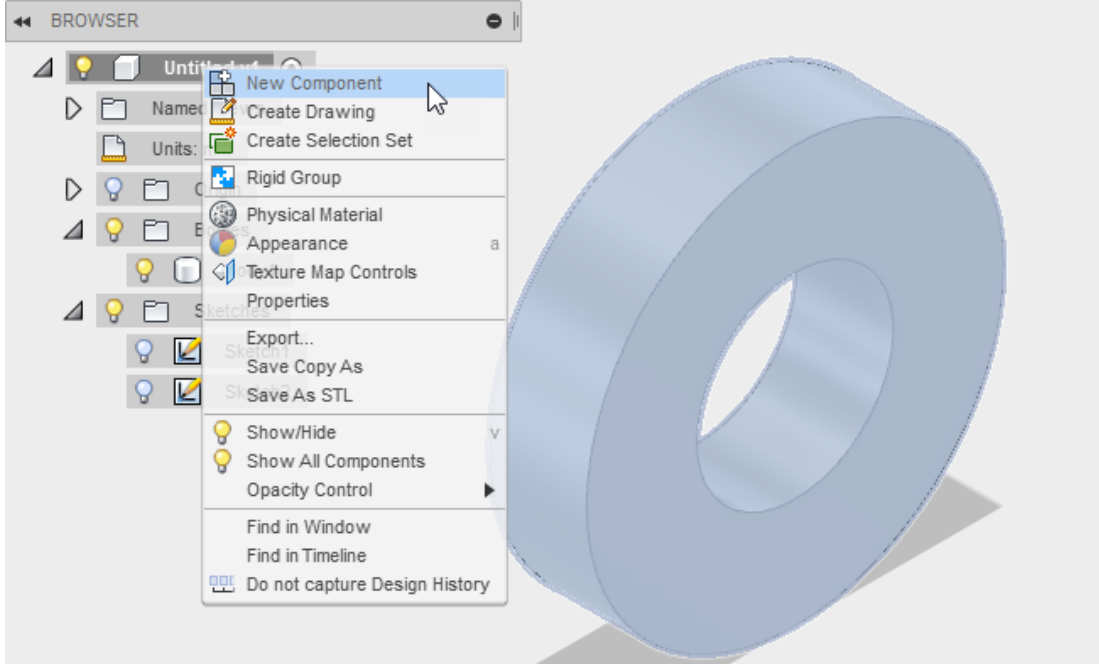 BROWSER
Untitled v1
New Component
Named
Create Drawing
Create Selection Set
Units:
Rigid Group
Physical Material
Appearance a
Texture Map Controls
Properties
Sketches
Export...
Sketch1
Save Copy As
Save As STL
Show/Hide v
Show All Components
Opacity Control
Find in Window
Find in Timeline
Do not capture Design History